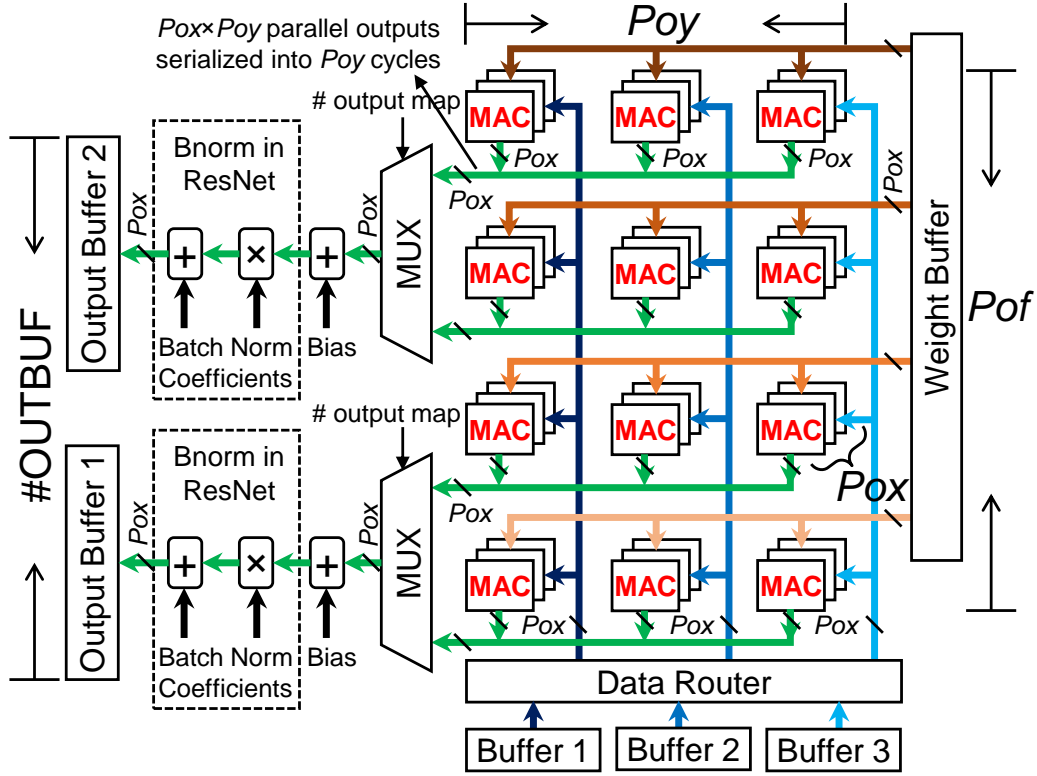 Pox×Poy parallel outputs
serialized into Poy cycles
Poy
# output map
MAC
MAC
MAC
Pox
Pox
Pox
Pox
Pox
Output Buffer 2
Bnorm in
ResNet
Pox
+
×
+
Pox
MUX
Batch Norm
Coefficients
Bias
MAC
MAC
MAC
Weight Buffer
Pof
#OUTBUF
# output map
MAC
MAC
MAC
Pox
Pox
Output Buffer 1
Bnorm in
ResNet
Pox
+
×
+
Pox
MUX
Batch Norm
Coefficients
Bias
MAC
MAC
MAC
Pox
Pox
Pox
Data Router
Buffer 1
Buffer 2
Buffer 3